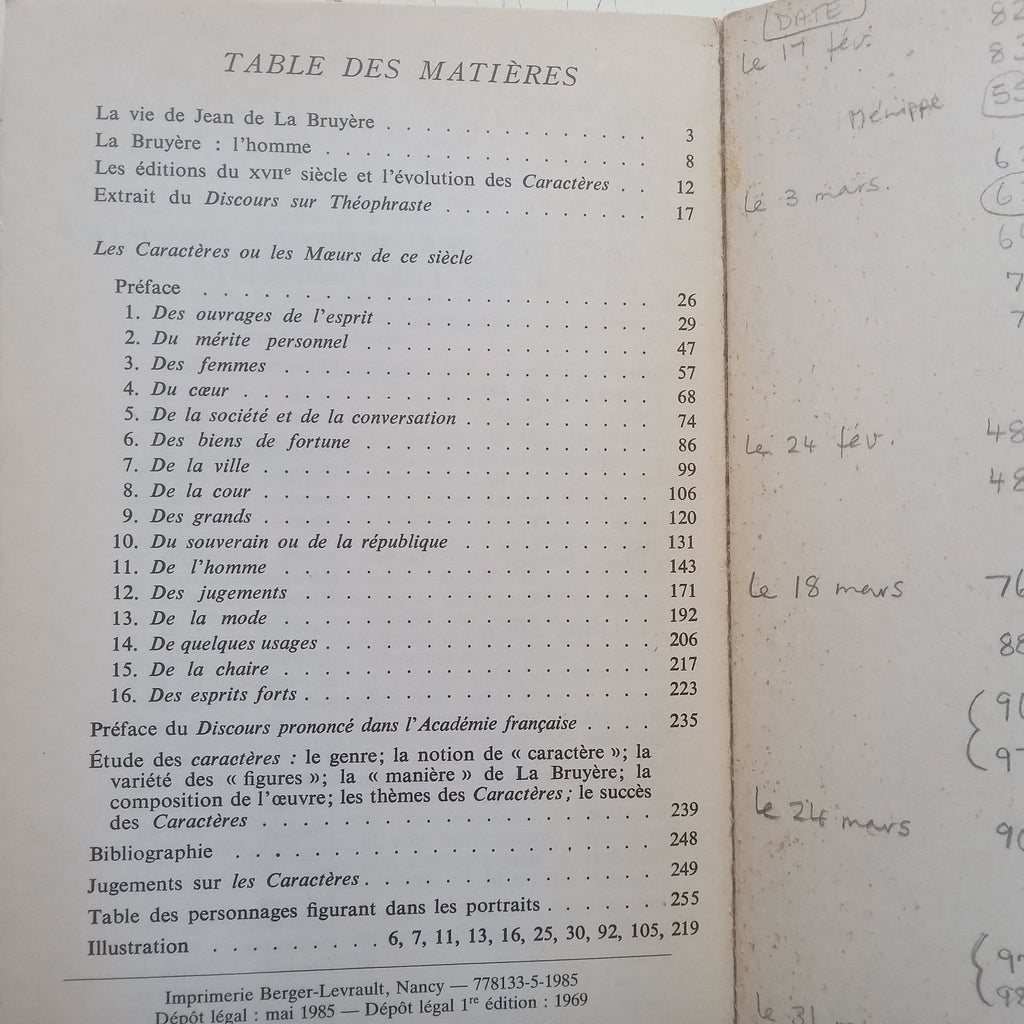 TABLE DES MATIÈRES
La vie de Jean de La Bruyère . . . . . . . . . . . . . . 3
La Bruyère : l'homme . . . . . . . . . . . . . . . . . 8
Les éditions du XVIIe siècle et l'évolution des Caractères . . 12
Extrait du Discours sur Théophraste . . . . . . . . . . . 17
Les Caractères ou les Mœurs de ce siècle
Préface . . . . . . . . . . . . . . . . . . . . . . . 26
1. Des ouvrages de l'esprit . . . . . . . . . . . . . . 29
2. Du mérite personnel . . . . . . . . . . . . . . . 47
3. Des femmes . . . . . . . . . . . . . . . . . . . 57
4. Du cœur . . . . . . . . . . . . . . . . . . . . 68
5. De la société et de la conversation . . . . . . . . . . 74
6. Des biens de fortune . . . . . . . . . . . . . . . 86
7. De la ville . . . . . . . . . . . . . . . . . . . . 99
8. De la cour . . . . . . . . . . . . . . . . . . . . 106
9. Des grands . . . . . . . . . . . . . . . . . . . . 120
10. Du souverain ou de la république . . . . . . . . . . 131
11. De l'homme . . . . . . . . . . . . . . . . . . . 143
12. Des jugements . . . . . . . . . . . . . . . . . . 171
13. De la mode . . . . . . . . . . . . . . . . . . . 192
14. De quelques usages . . . . . . . . . . . . . . . . . 206
15. De la chaire . . . . . . . . . . . . . . . . . . . 217
16. Des esprits forts . . . . . . . . . . . . . . . . . . 223
Préface du Discours prononcé dans l'Académie française . . . . 235
Étude des caractères : le genre; la notion de « caractère »; la
variété des « figures »; la « manière » de La Bruyère; la
composition de l'œuvre; les thèmes des Caractères; le succès
des Caractères . . . . . . . . . . . . . . . . . . . . 239
Bibliographie . . . . . . . . . . . . . . . . . . . . . 248
Jugements sur les Caractères . . . . . . . . . . . . . . . 249
Table des personnages figurant dans les portraits . . . . . . 255
Illustration . . . . . . . . . 6, 7, 11, 13, 16, 25, 30, 92, 105, 219
Imprimerie Berger-Levrault, Nancy — 778133-5-1985
Dépôt légal : mai 1985 — Dépôt légal 1re édition : 1969
DATE
le 17 fév.
Ménippe
le 3 mars.
le 24 fév.
48
48
le 18 mars
le 24 mars
le 31